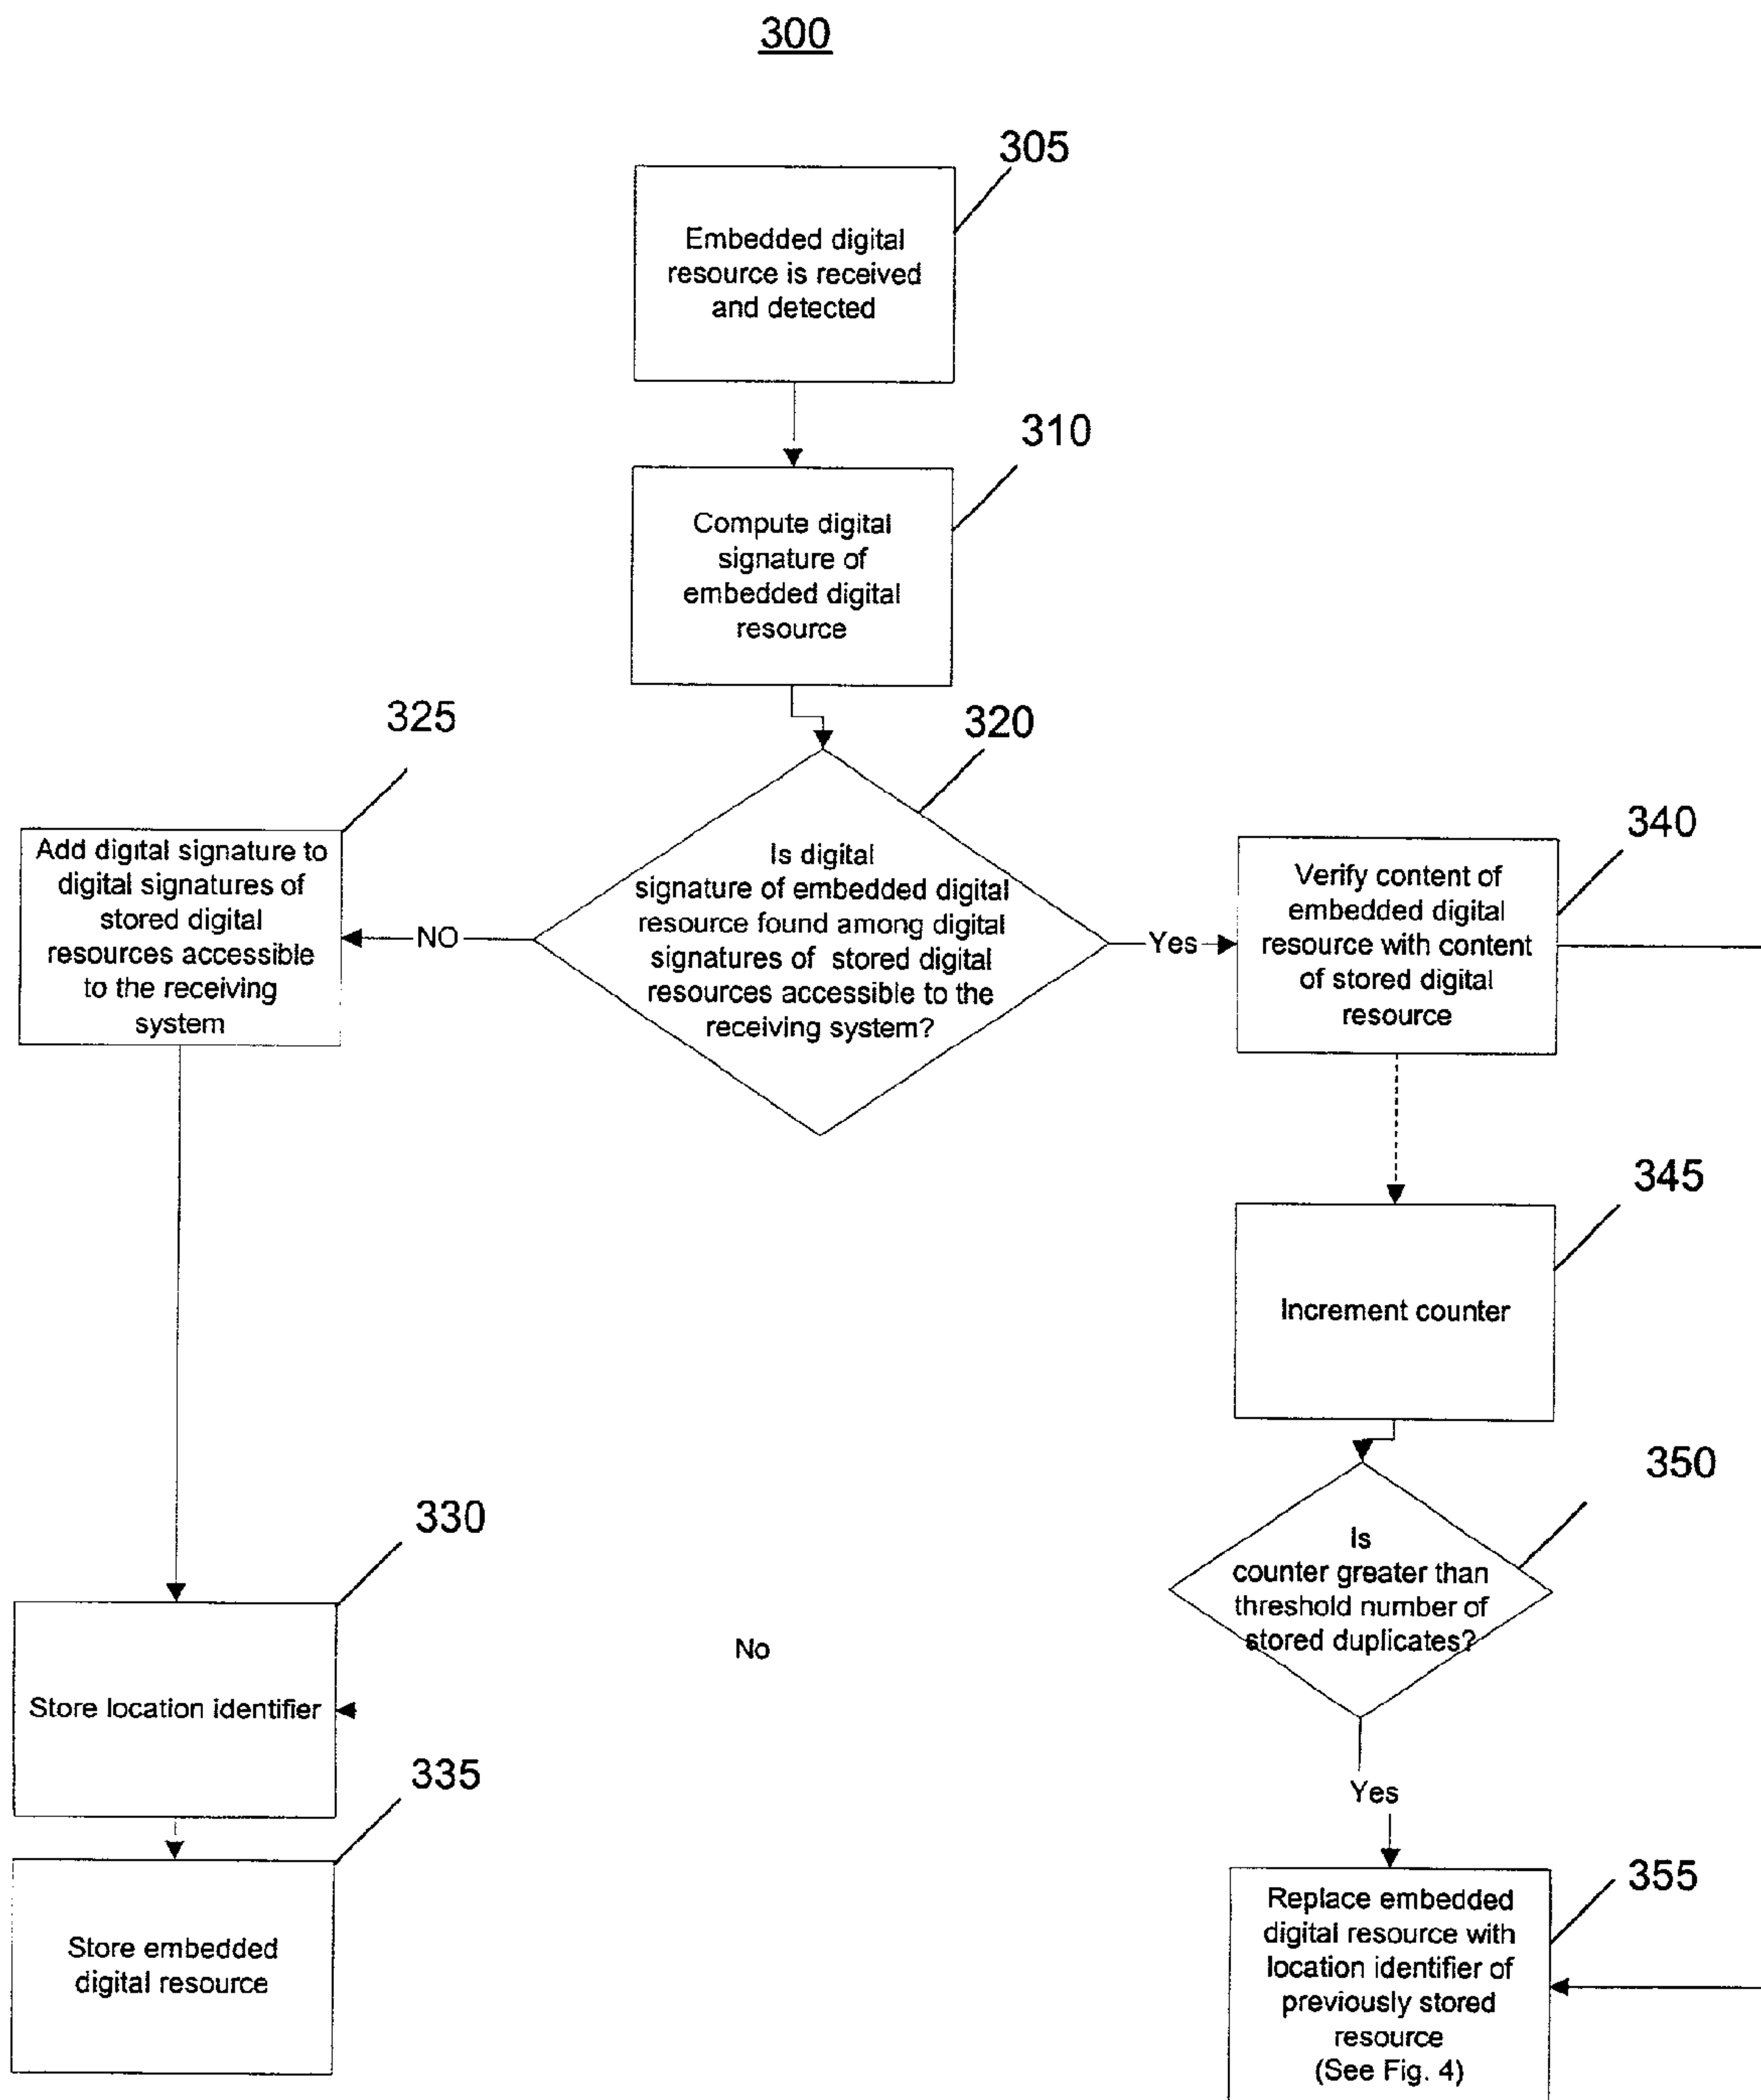 300
305
Embedded digital
resource is received
and detected
310
Compute digital
signature of
embedded digital
resource
320
Is digital
signature of embedded digital
resource found among digital
signatures of stored digital
resources accessible to the
receiving system?
325
Add digital signature to
digital signatures of
stored digital
resources accessible
to the receiving
system
NO
Yes
340
Verify content of
embedded digital
resource with content
of stored digital
resource
345
Increment counter
350
Is
counter greater than
threshold number of
stored duplicates?
330
Store location identifier
No
335
Store embedded
digital resource
Yes
355
Replace embedded
digital resource with
location identifier of
previously stored
resource
(See Fig. 4)